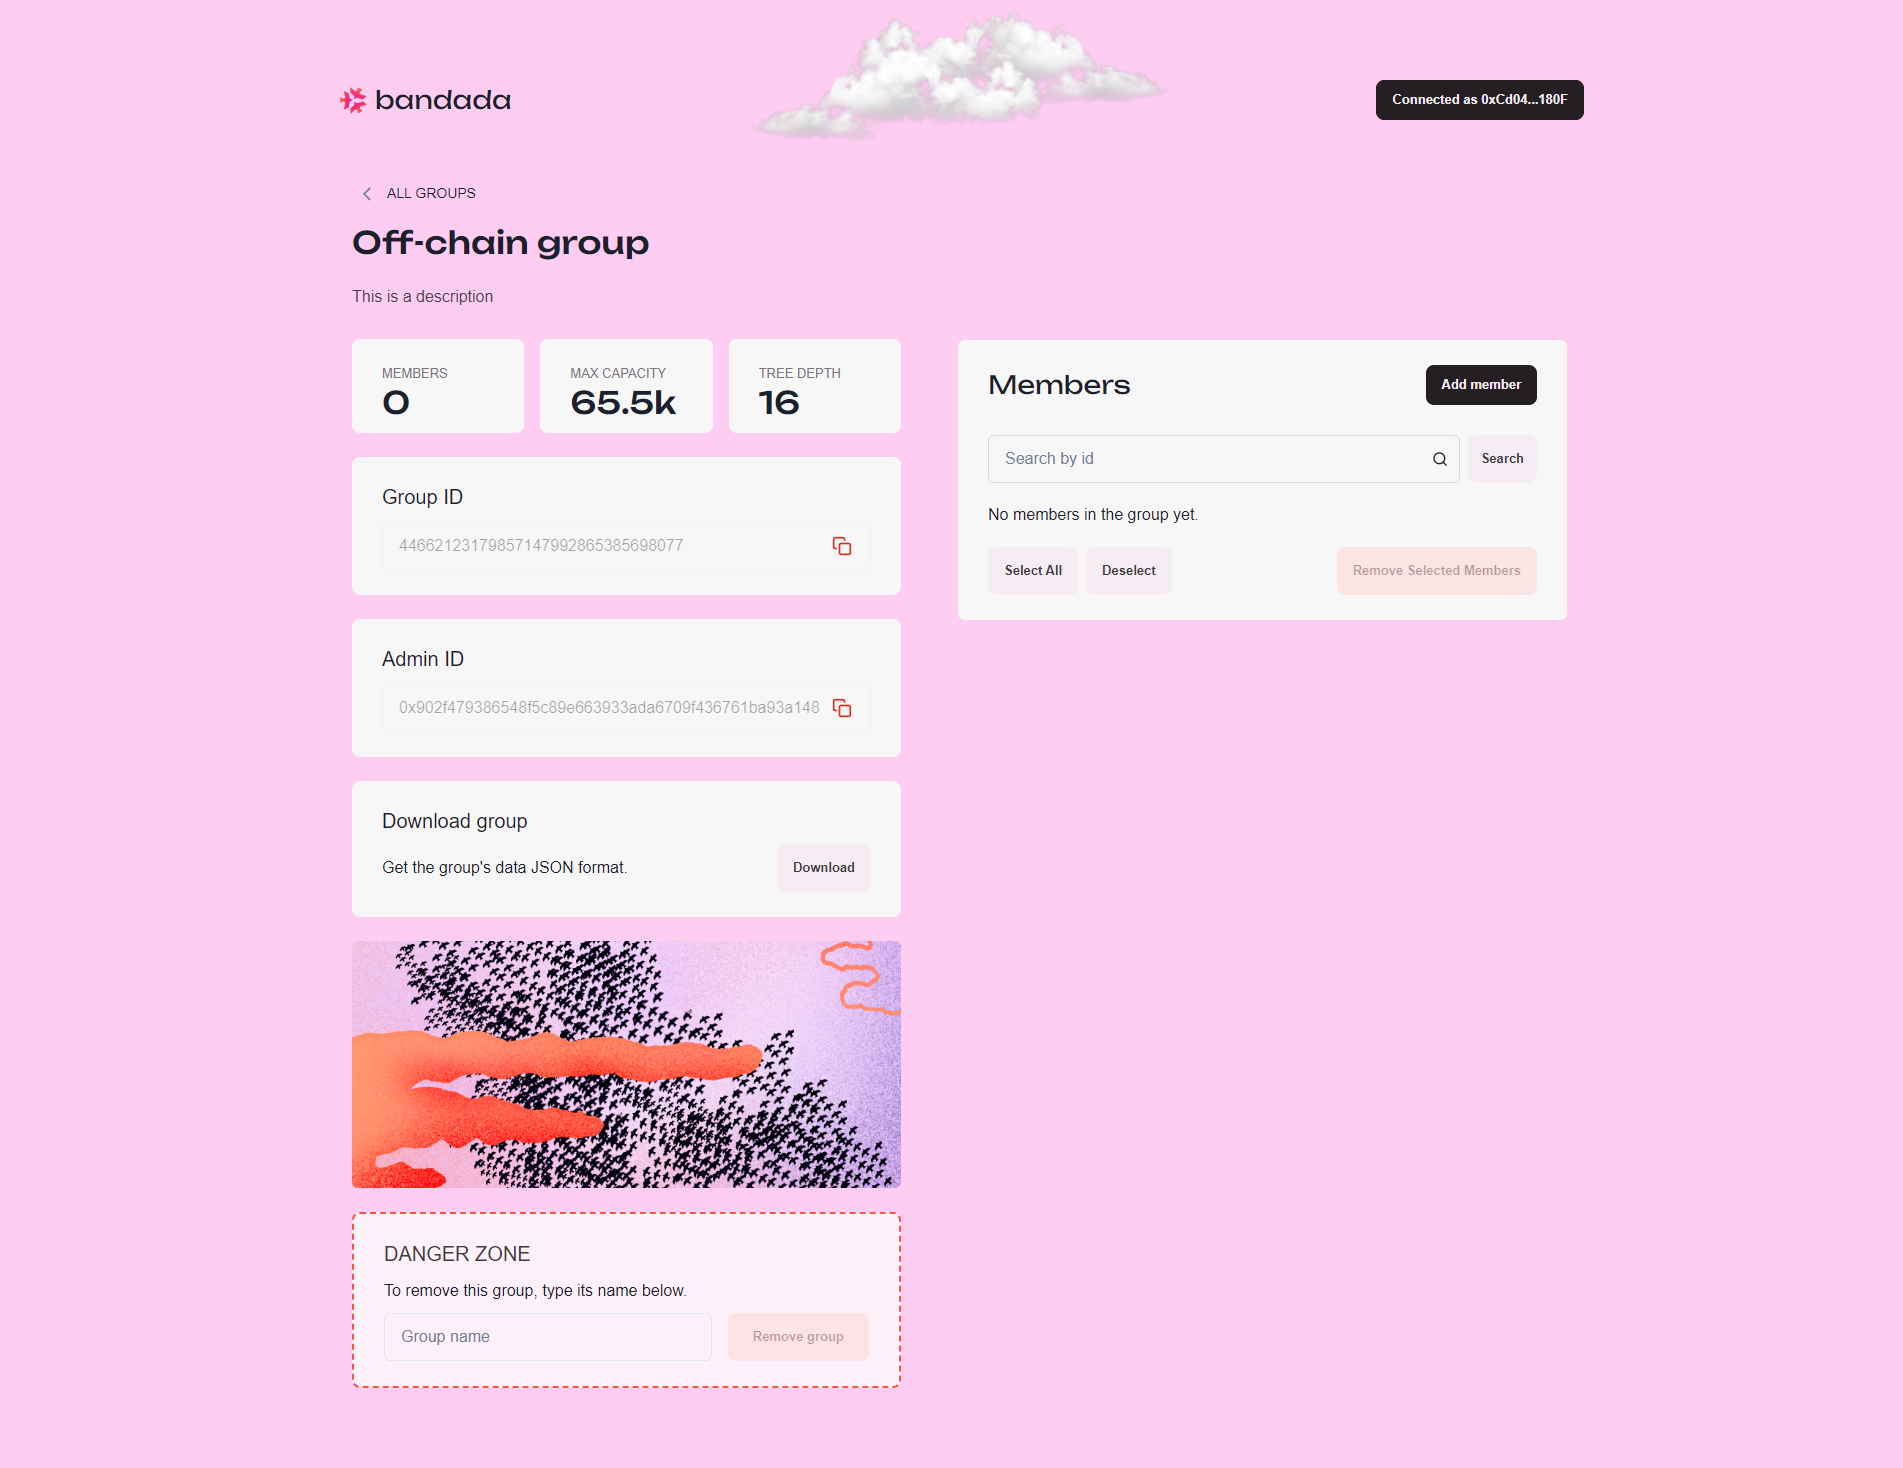 bandada
Connected as 0xCd04...180F
ALL GROUPS
Off-chain group
This is a description
MEMBERS
0
MAX CAPACITY
65.5k
TREE DEPTH
16
Group ID
44662123179857147992865385698077
Admin ID
0x902f479386548f5c89e663933ada6709f436761ba93a148
Download group
Get the group's data JSON format.
Download
DANGER ZONE
To remove this group, type its name below.
Group name
Remove group
Members
Add member
Search by id
Search
No members in the group yet.
Select All
Deselect
Remove Selected Members